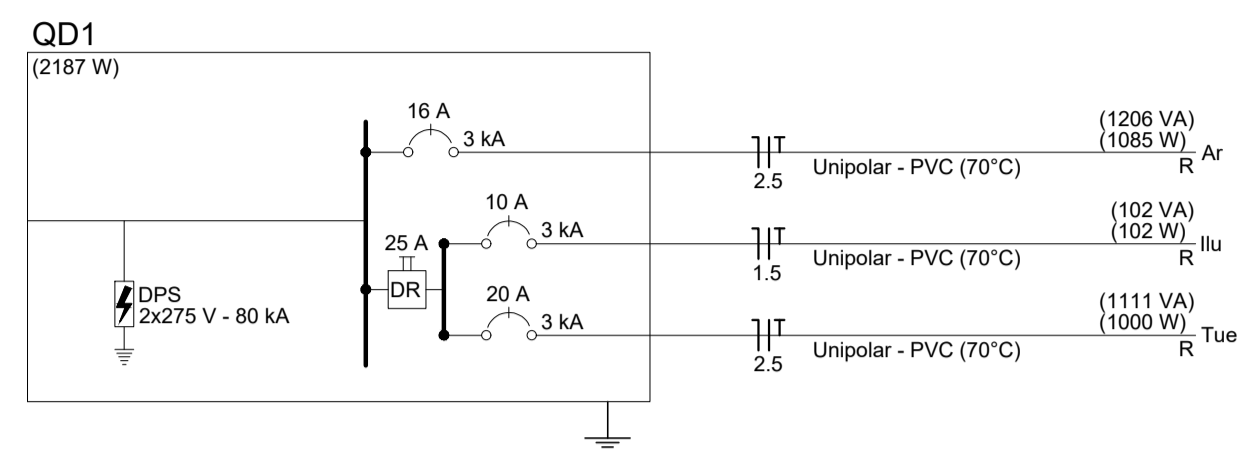 QD1
(2187 W)
16 A
3 kA
2.5
Unipolar - PVC (70°C)
(1206 VA)
(1085 W)
R
Ar
10 A
3 kA
1.5
Unipolar - PVC (70°C)
(102 VA)
(102 W)
R
Ilu
25 A
DR
20 A
3 kA
2.5
Unipolar - PVC (70°C)
(1111 VA)
(1000 W)
R
Tue
DPS
2x275 V - 80 kA